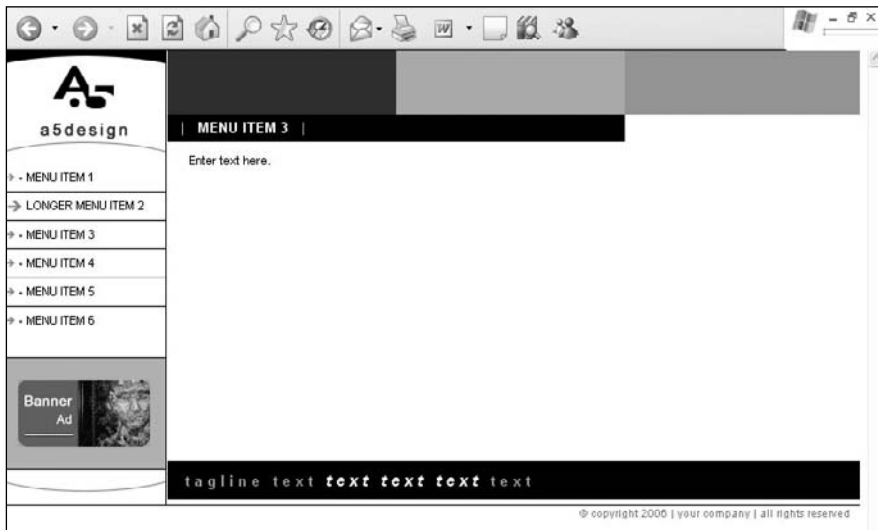 W
A5
a5design
| MENU ITEM 3 |
Enter text here.
- MENU ITEM 1
LONGER MENU ITEM 2
- MENU ITEM 3
- MENU ITEM 4
- MENU ITEM 5
- MENU ITEM 6
Banner
Ad
tagline text text text text text
© copyright 2006 | your company | all rights reserved